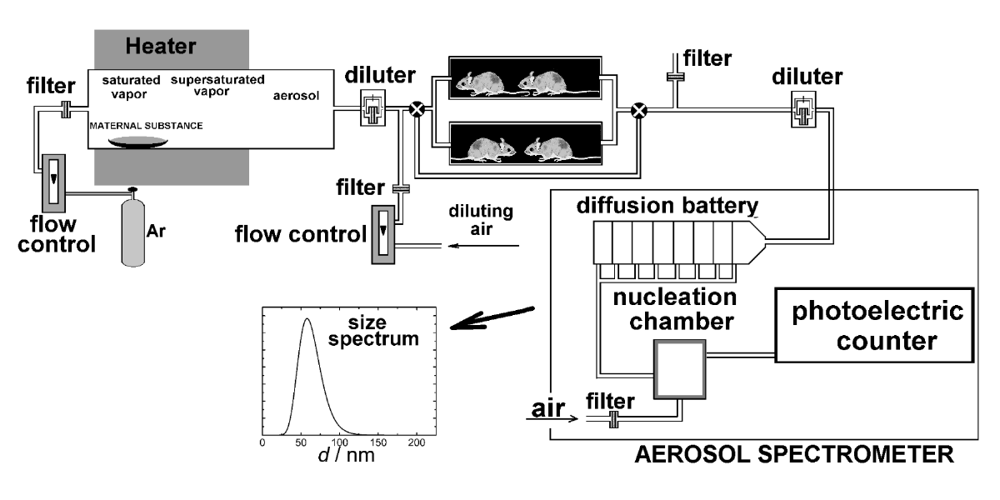 Heater
filter
saturated
vapor
supersaturated
vapor
aerosol
MATERNAL SUBSTANCE
flow
control
Ar
diluter
filter
flow control
diluting
air
filter
diluter
diffusion battery
nucleation
chamber
photoelectric
counter
air
filter
AEROSOL SPECTROMETER
size
spectrum
0
50
100
150
200
d / nm